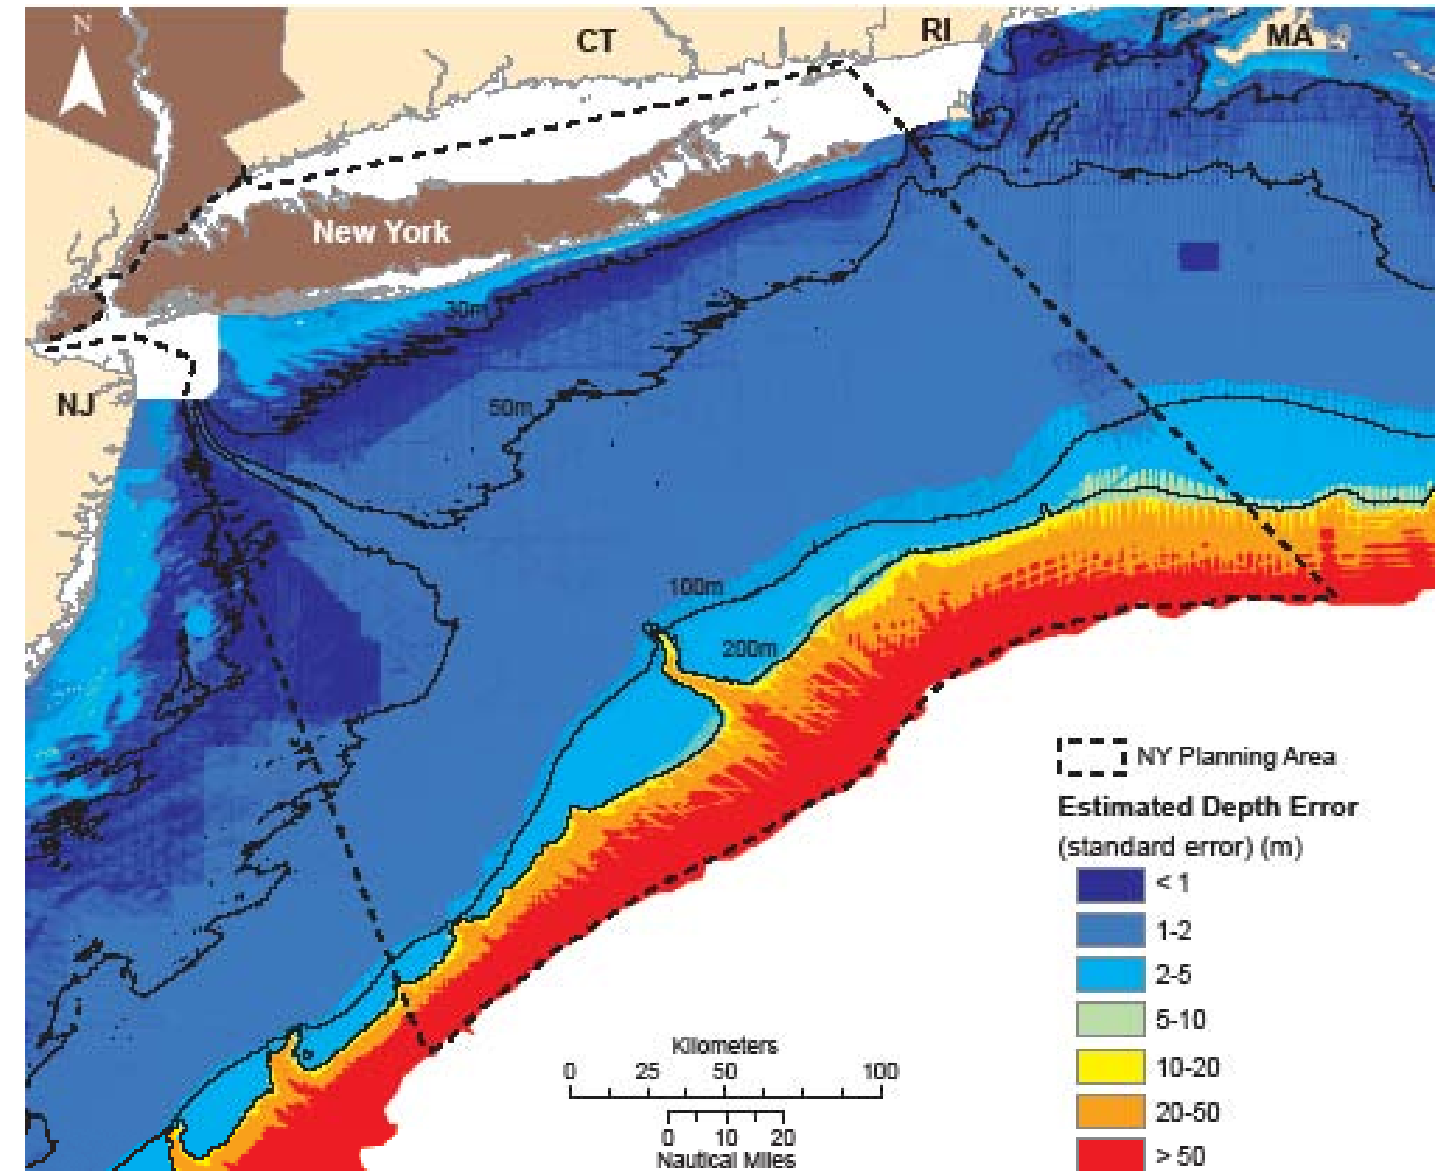 N
CT
RI
MA
New York
30m
NJ
50m
100m
200m
NY Planning Area
Estimated Depth Error
(standard error) (m)
< 1
1-2
2-5
5-10
10-20
20-50
> 50
Kilometers
0 25 50 100
0 10 20
Nautical Miles